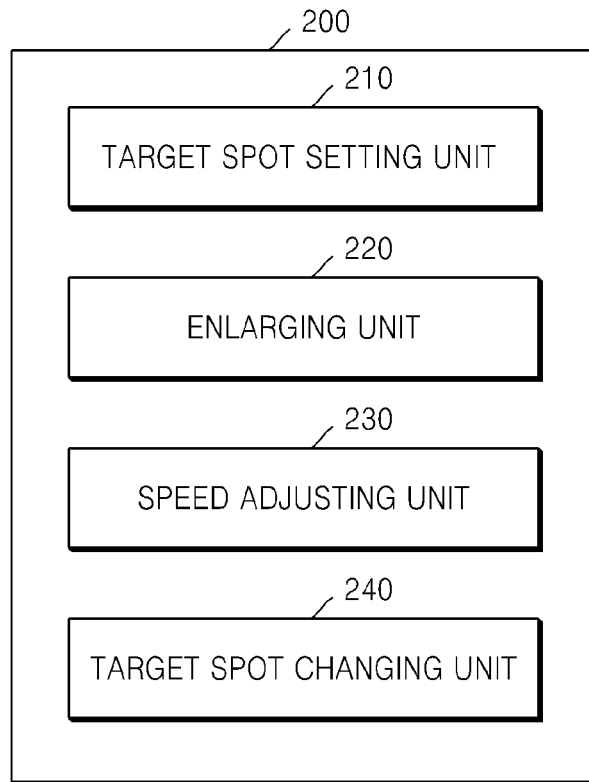 200
210
TARGET SPOT SETTING UNIT
220
ENLARGING UNIT
230
SPEED ADJUSTING UNIT
240
TARGET SPOT CHANGING UNIT